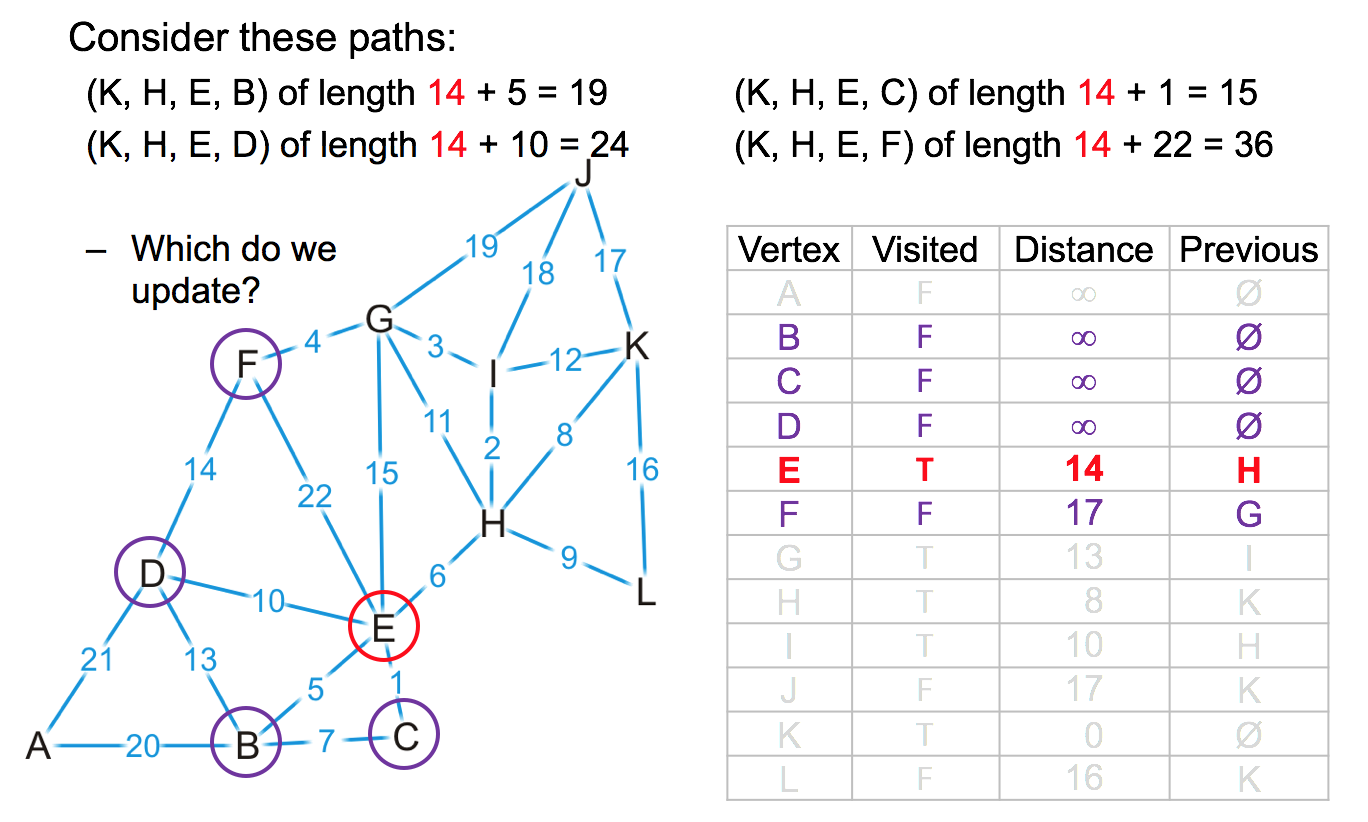 Consider these paths:
(K, H, E, B) of length 14 + 5 = 19
(K, H, E, D) of length 14 + 10 = 24
(K, H, E, C) of length 14 + 1 = 15
(K, H, E, F) of length 14 + 22 = 36
– Which do we
update?
J
19
18
17
G
4
3
K
F
I
12
11
8
2
14
15
16
22
H
9
D
6
L
10
E
21
13
5
1
A
20
B
7
C
Vertex Visited Distance Previous
A F ∞ Ø
B F ∞ Ø
C F ∞ Ø
D F ∞ Ø
E T 14 H
F F 17 G
G T 13 I
H T 8 K
I T 10 H
J F 17 K
K T 0 Ø
L F 16 K